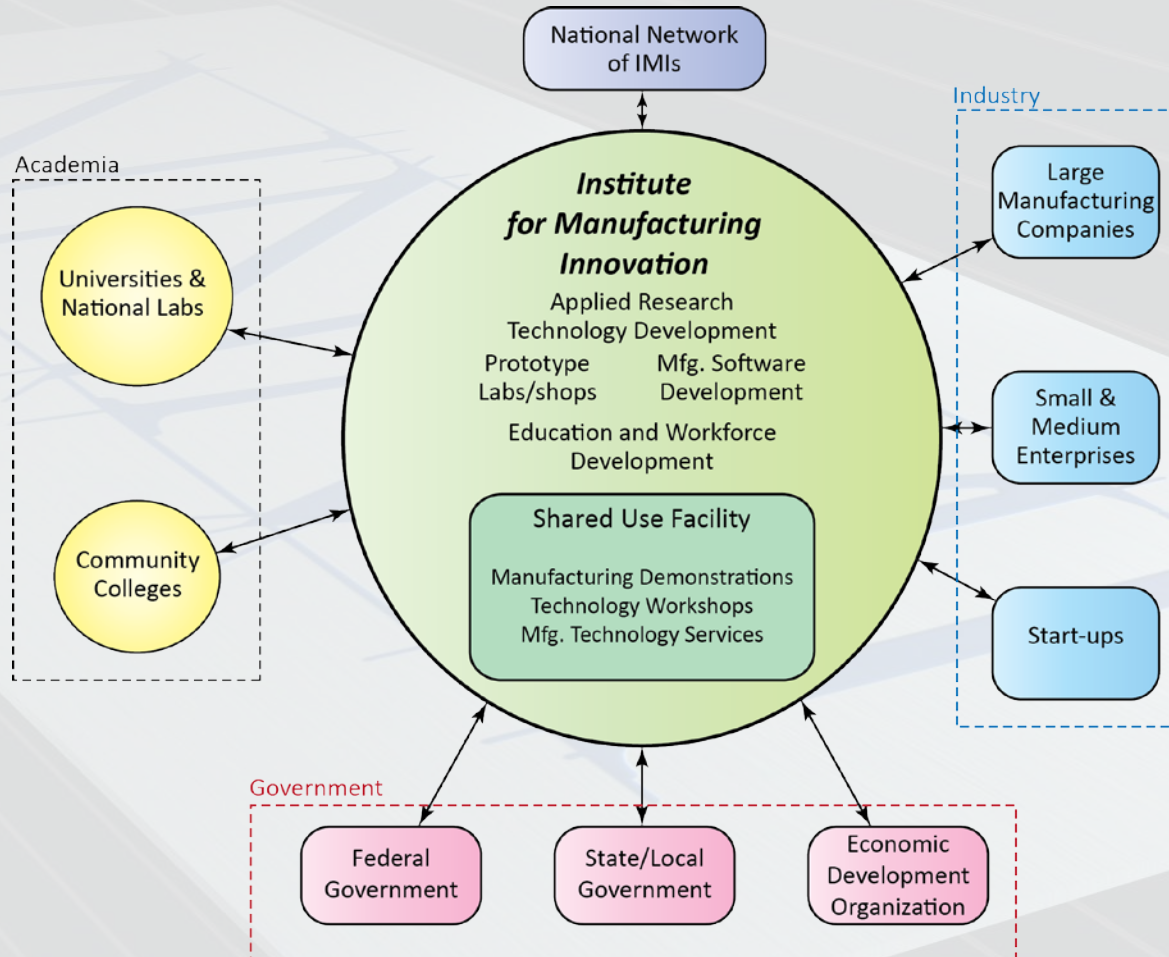 National Network
of IMIs
Industry
Academia
Institute
for Manufacturing
Innovation
Applied Research
Technology Development
Prototype
Labs/shops
Mfg. Software
Development
Education and Workforce
Development
Shared Use Facility
Manufacturing Demonstrations
Technology Workshops
Mfg. Technology Services
Universities &
National Labs
Community
Colleges
Large
Manufacturing
Companies
Small &
Medium
Enterprises
Start-ups
Government
Federal
Government
State/Local
Government
Economic
Development
Organization